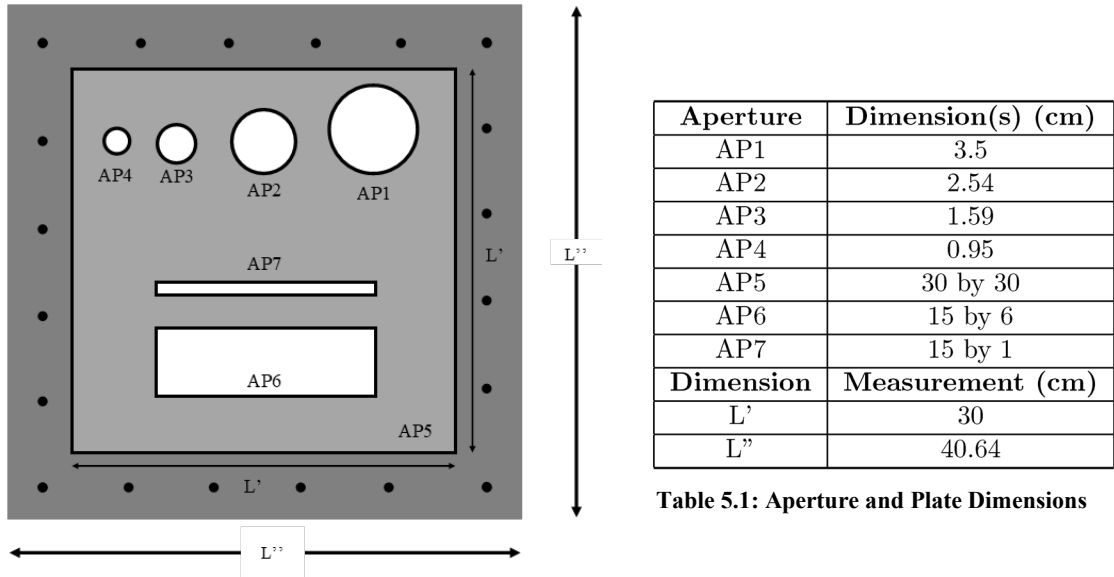 AP4
AP3
AP2
AP1
AP7
AP6
AP5
L'
L'
L’’
L’’
Aperture Dimension(s) (cm)
AP1 3.5
AP2 2.54
AP3 1.59
AP4 0.95
AP5 30 by 30
AP6 15 by 6
AP7 15 by 1
Dimension Measurement (cm)
L’ 30
L” 40.64
Table 5.1: Aperture and Plate Dimensions